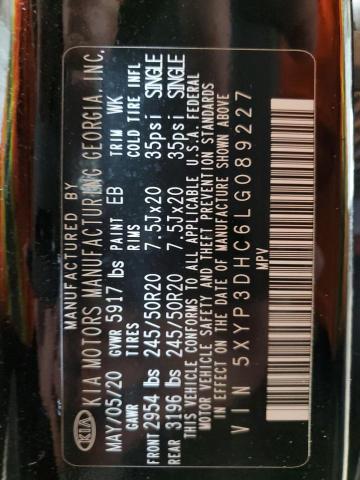 MANUFACTURED BY
KIA KIA MOTORS MANUFACTURING GEORGIA, INC.
MAY/05/20 GVWR 5917 lbs PAINT EB TRIM WK
GAWR TIRES RIMS COLD TIRE INFL
FRONT 2954 lbs 245/50R20 7.5Jx20 35psi SINGLE
REAR 3196 lbs 245/50R20 7.5Jx20 35psi SINGLE
THIS VEHICLE CONFORMS TO ALL APPLICABLE U.S.A. FEDERAL
MOTOR VEHICLE SAFETY AND THEFT PREVENTION STANDARDS
IN EFFECT ON THE DATE OF MANUFACTURE SHOWN ABOVE
VIN 5XYP3DHC6LG089227
MPV